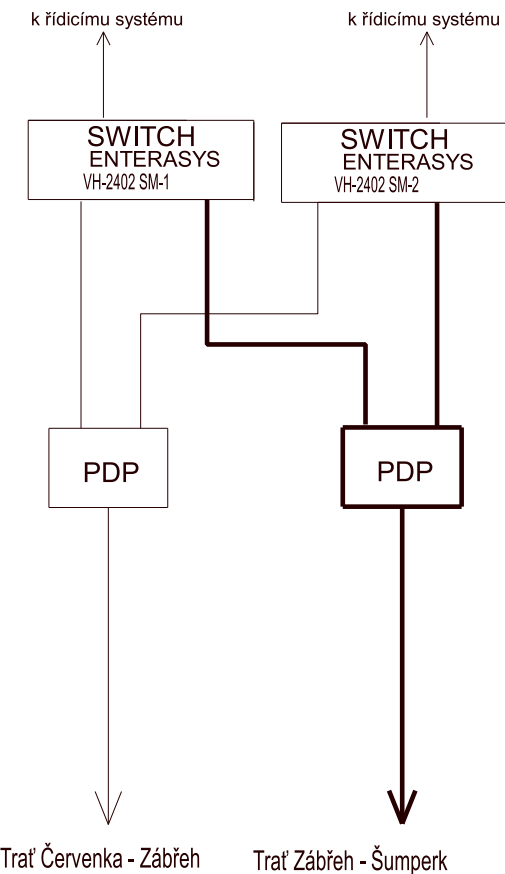 k řídicímu systému
k řídicímu systému
SWITCH
ENTERASYS
VH-2402 SM-1
SWITCH
ENTERASYS
VH-2402 SM-2
PDP
PDP
Trať Červenka - Zábřeh
Trať Zábřeh - Šumperk